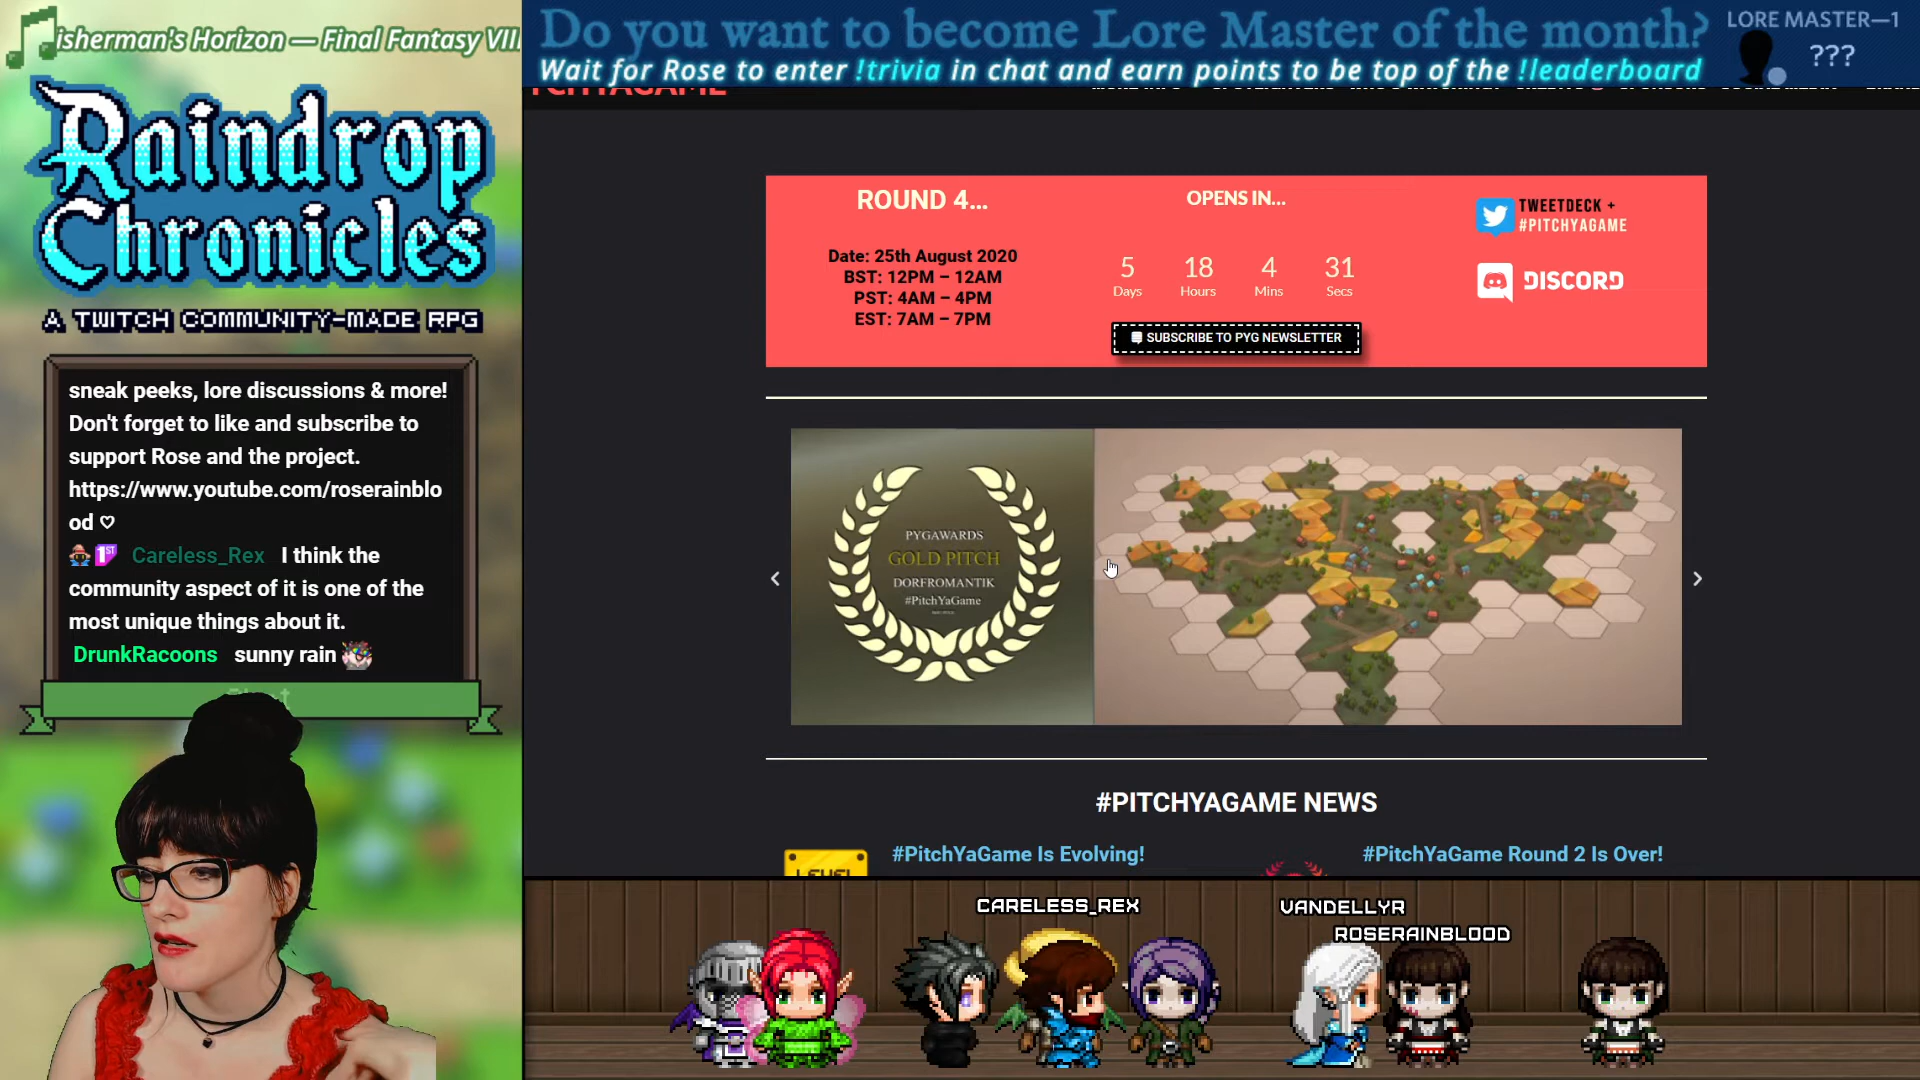 isherman's Horizon — Final Fantasy VIII
Raindrop
Chronicles
A TWITCH COMMUNITY-MADE RPG
sneak peeks, lore discussions & more!
Don't forget to like and subscribe to
support Rose and the project.
https://www.youtube.com/roserainblo
od ♡
Careless_Rex I think the
community aspect of it is one of the
most unique things about it.
DrunkRacoons sunny rain
Do you want to become Lore Master of the month?
Wait for Rose to enter !trivia in chat and earn points to be top of the !leaderboard
LORE MASTER—1
???
ROUND 4...
Date: 25th August 2020
BST: 12PM – 12AM
PST: 4AM – 4PM
EST: 7AM – 7PM
OPENS IN...
5 18 4 31
Days Hours Mins Secs
SUBSCRIBE TO PYG NEWSLETTER
TWEETDECK +
#PITCHYAGAME
DISCORD
PYGAWARDS
GOLD PITCH
DORFROMANTIK
#PitchYaGame
#PITCHYAGAME NEWS
#PitchYaGame Is Evolving!
#PitchYaGame Round 2 Is Over!
LEVEL
CARELESS_REX
VANDELLYR
ROSERAINBLOOD